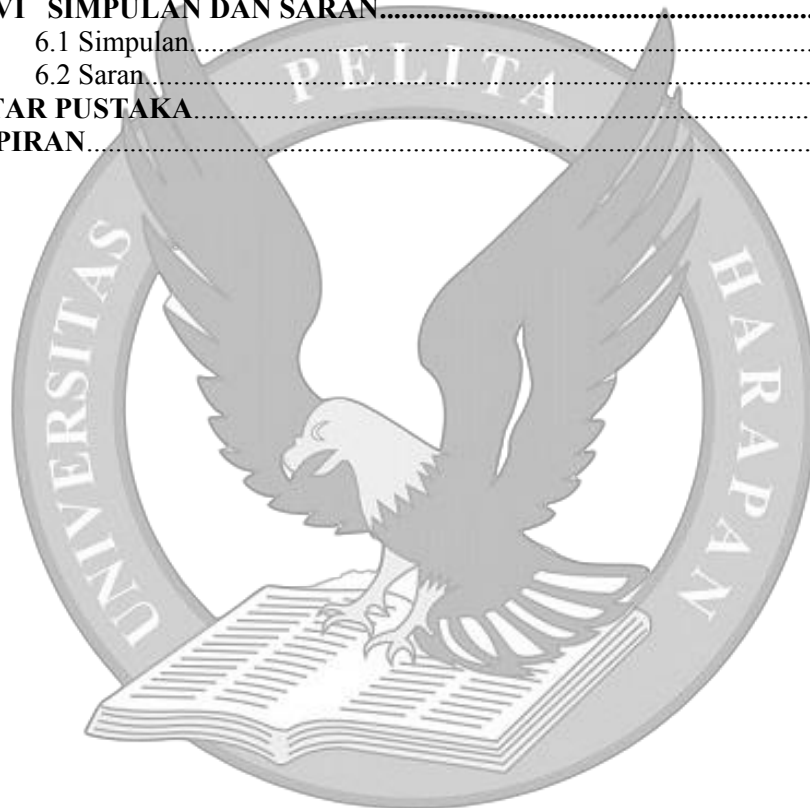 VI SIMPULAN DAN SARAN.....................................................................
6.1 Simpulan...............................................................................................
6.2 Saran......................................................................................................
TAR PUSTAKA..............................................................................................
PIRAN...............................................................................................................
UNIVERSITAS PELITA HARAPAN